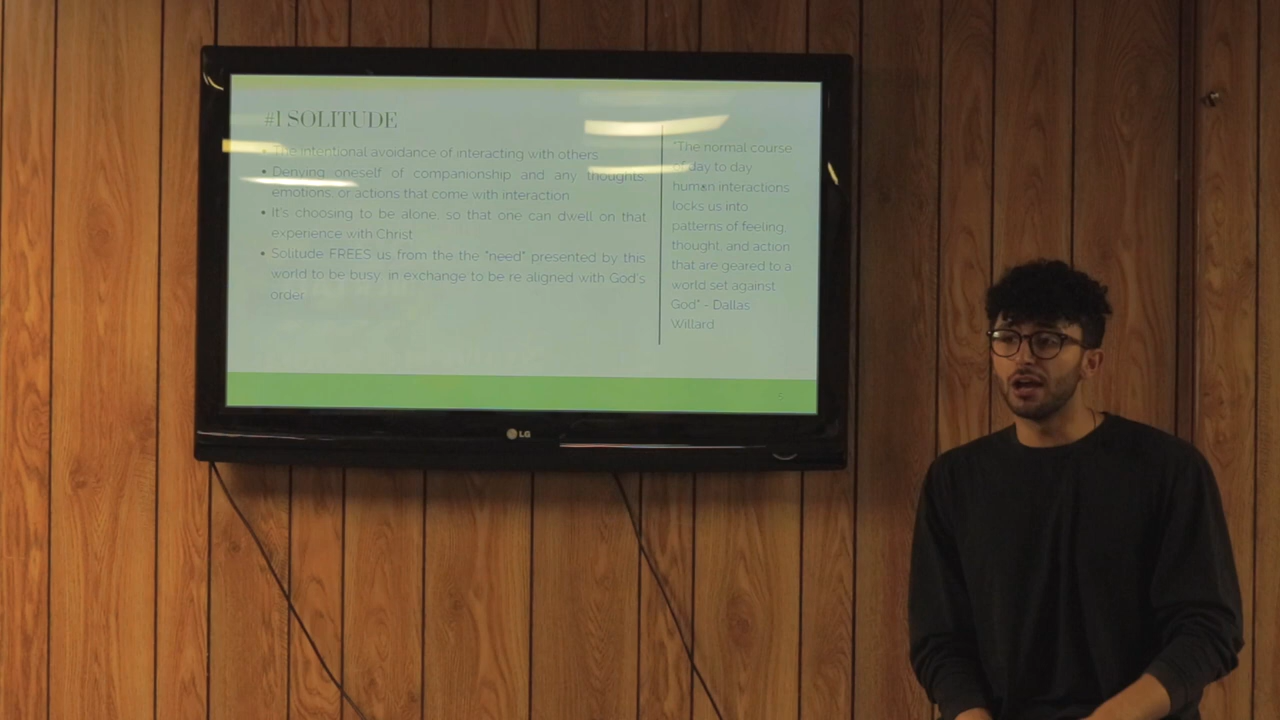 #1 SOLITUDE
• The intentional avoidance of interacting with others
• Denying oneself of companionship and any thoughts,
emotions, or actions that come with interaction
• It's choosing to be alone, so that one can dwell on that
experience with Christ
• Solitude FREES us from the the "need" presented by this
world to be busy, in exchange to be re aligned with God's
order
"The normal course
of day to day
human interactions
locks us into
patterns of feeling,
thought, and action
that are geared to a
world set against
God" - Dallas
Willard
LG